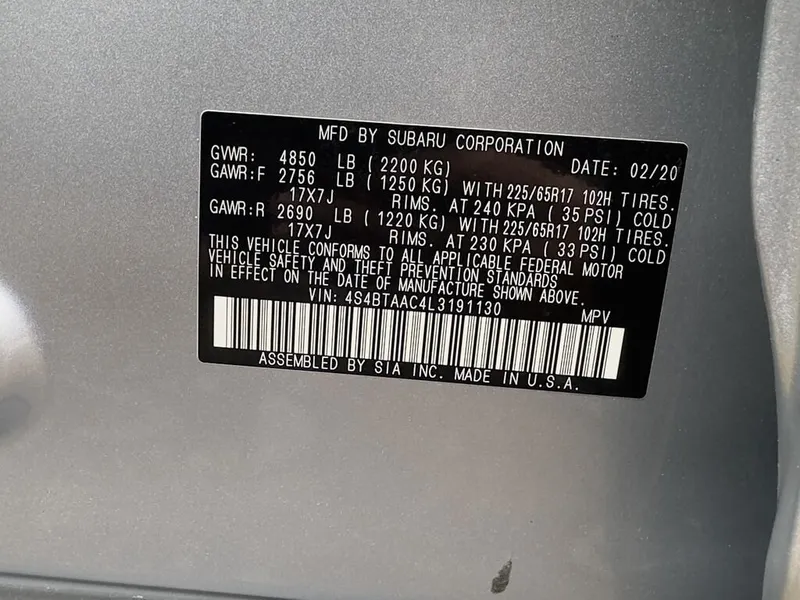 MFD BY SUBARU CORPORATION
GVWR: 4850 LB ( 2200 KG) DATE: 02/20
GAWR:F 2756 LB ( 1250 KG) WITH 225/65R17 102H TIRES.
17X7J RIMS. AT 240 KPA ( 35 PSI) COLD
GAWR:R 2690 LB ( 1220 KG) WITH 225/65R17 102H TIRES.
17X7J RIMS. AT 230 KPA ( 33 PSI) COLD
THIS VEHICLE CONFORMS TO ALL APPLICABLE FEDERAL MOTOR
VEHICLE SAFETY AND THEFT PREVENTION STANDARDS
IN EFFECT ON THE DATE OF MANUFACTURE SHOWN ABOVE.
VIN: 4S4BTAAC4L3191130 MPV
ASSEMBLED BY SIA INC. MADE IN U.S.A.